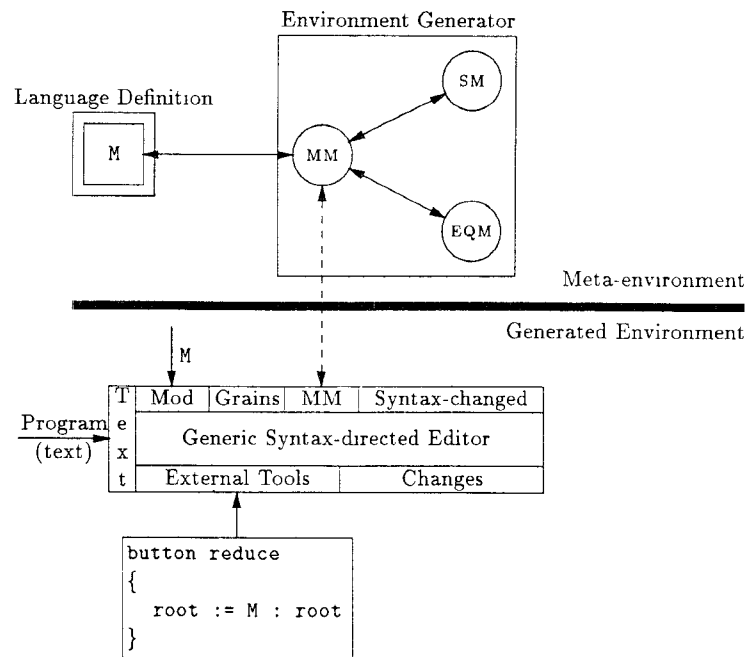 Environment Generator
SM
Language Definition
M
MM
EQM
Meta-environment
Generated Environment
M
Text
Mod Grains MM Syntax-changed
Program
(text)
Generic Syntax-directed Editor
External Tools Changes
button reduce
{
root := M : root
}